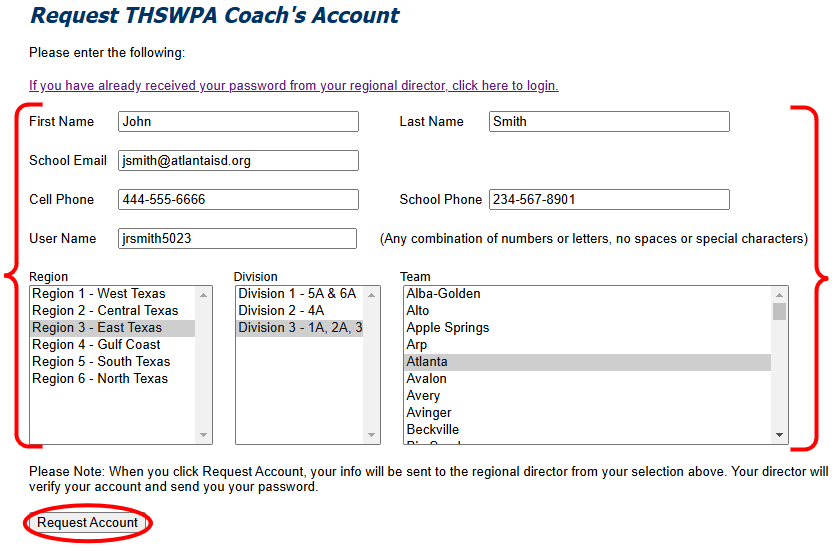 Request THSWPA Coach's Account
Please enter the following:
If you have already received your password from your regional director, click here to login.
First Name John Last Name Smith
School Email jsmith@atlantaisd.org
Cell Phone 444-555-6666 School Phone 234-567-8901
User Name jrsmith5023 (Any combination of numbers or letters, no spaces or special characters)
Region Division Team
Region 1 - West Texas Division 1 - 5A & 6A Alba-Golden
Region 2 - Central Texas Division 2 - 4A Alto
Region 3 - East Texas Division 3 - 1A, 2A, 3 Apple Springs
Region 4 - Gulf Coast Arp
Region 5 - South Texas Atlanta
Region 6 - North Texas Avalon
Avery
Avinger
Beckville
Please Note: When you click Request Account, your info will be sent to the regional director from your selection above. Your director will
verify your account and send you your password.
Request Account